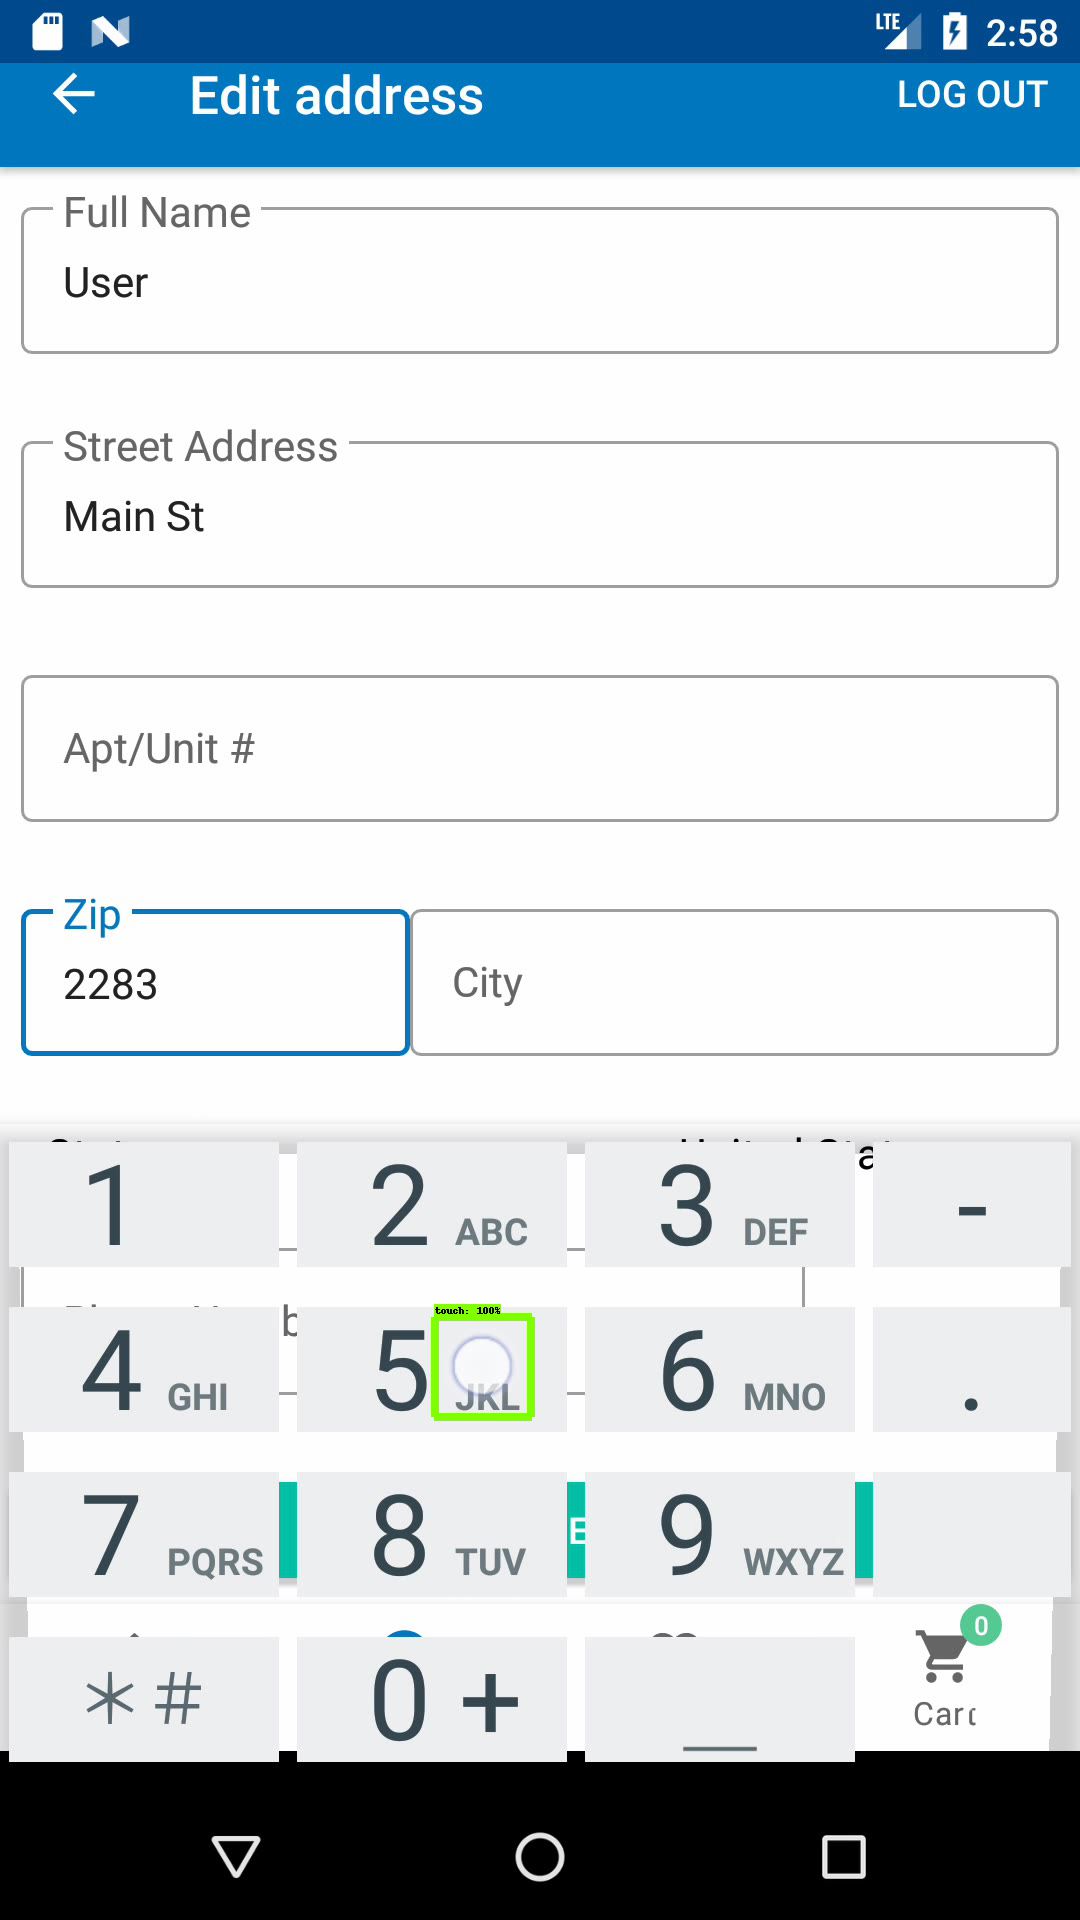 LTE 2:58
Edit address LOG OUT
Full Name
User
Street Address
Main St
Apt/Unit #
Zip
2283
City
1 2 ABC 3 DEF -
touch: 100%
4 GHI 5 JKL 6 MNO .
7 PQRS 8 TUV 9 WXYZ
0
* # 0 +